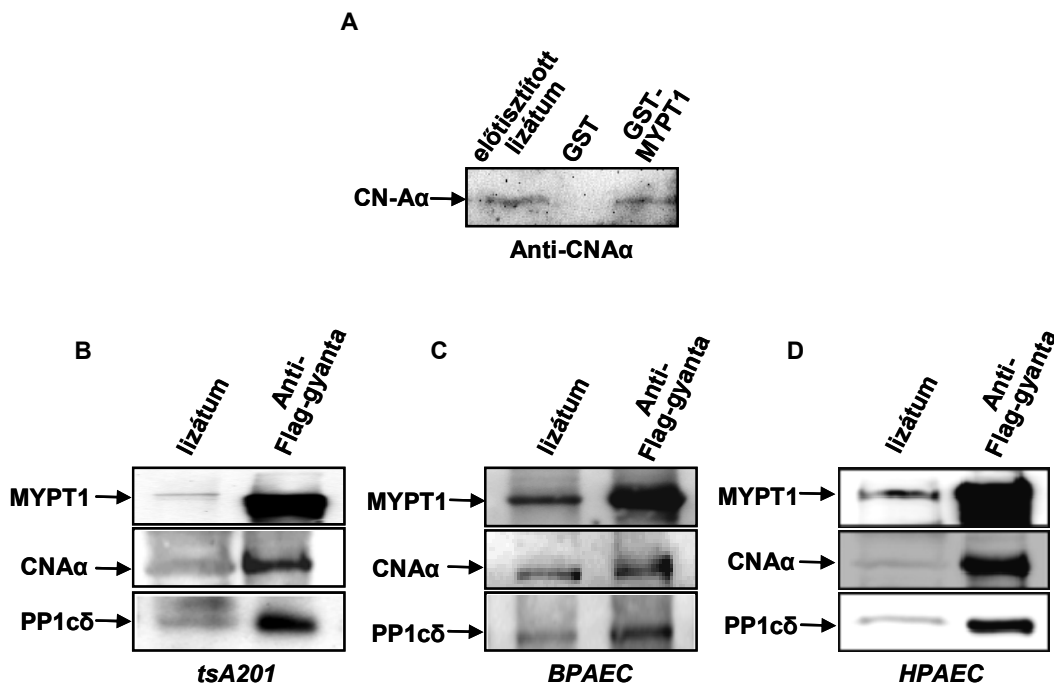 A
előtisztított
lizátum
GST
GST-
MYPT1
CN-Aα
Anti-CNAα
B
lizátum
Anti-
Flag-gyanta
MYPT1
CNAα
PP1cδ
tsA201
C
lizátum
Anti-
Flag-gyanta
MYPT1
CNAα
PP1cδ
BPAEC
D
lizátum
Anti-
Flag-gyanta
MYPT1
CNAα
PP1cδ
HPAEC